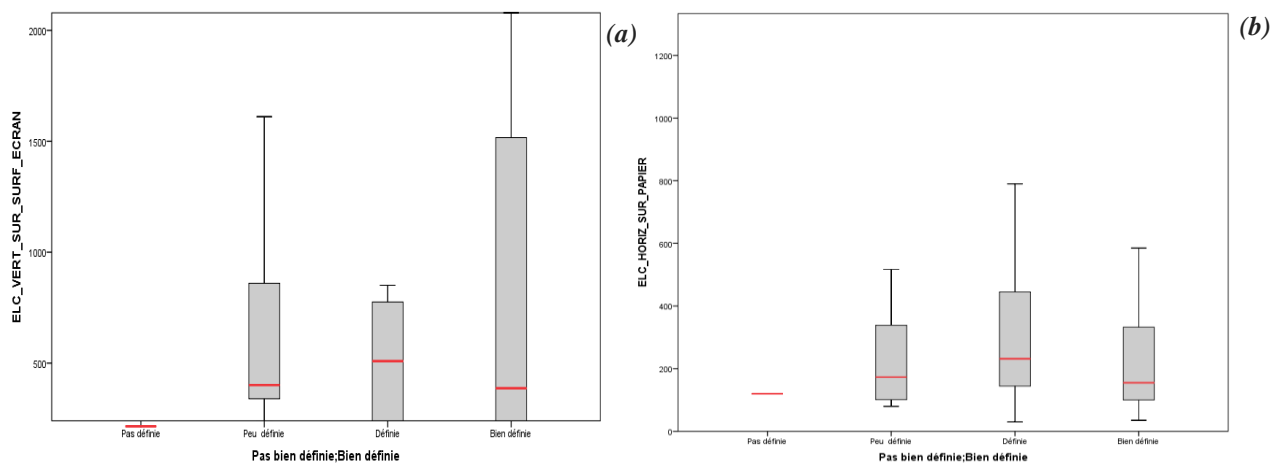 (a)
ELC_VERT_SUR_SURF_ECRAN
2000
1500
1000
500
Pas définie Peu définie Définie Bien définie
Pas bien définie;Bien définie
(b)
ELC_HORIZ_SUR_PAPIER
1200
1000
800
600
400
200
0
Pas définie Peu définie Définie Bien définie
Pas bien définie;Bien définie